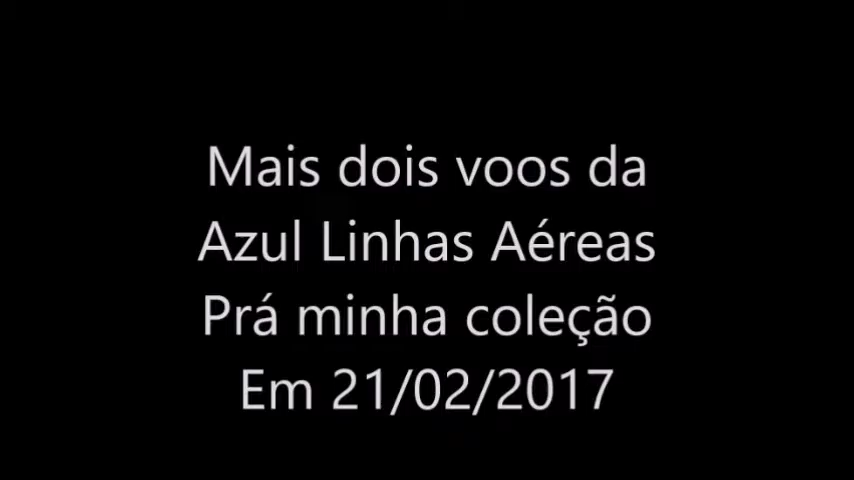 Mais dois voos da
Azul Linhas Aéreas
Prá minha coleção
Em 21/02/2017